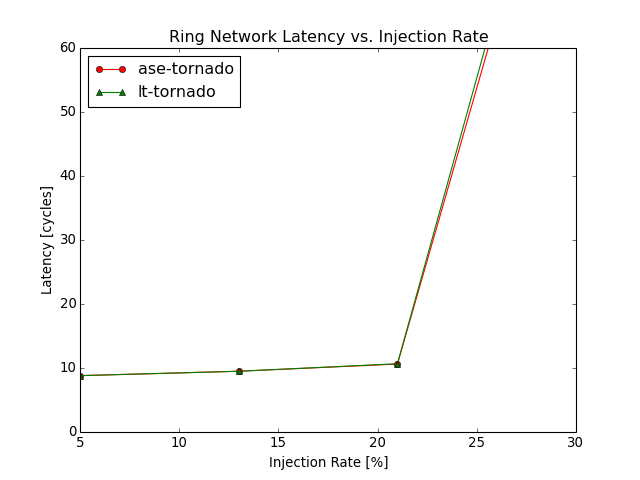 Ring Network Latency vs. Injection Rate
60
50
40
30
20
10
0
Latency [cycles]
ase-tornado
lt-tornado
5
10
15
20
25
30
Injection Rate [%]